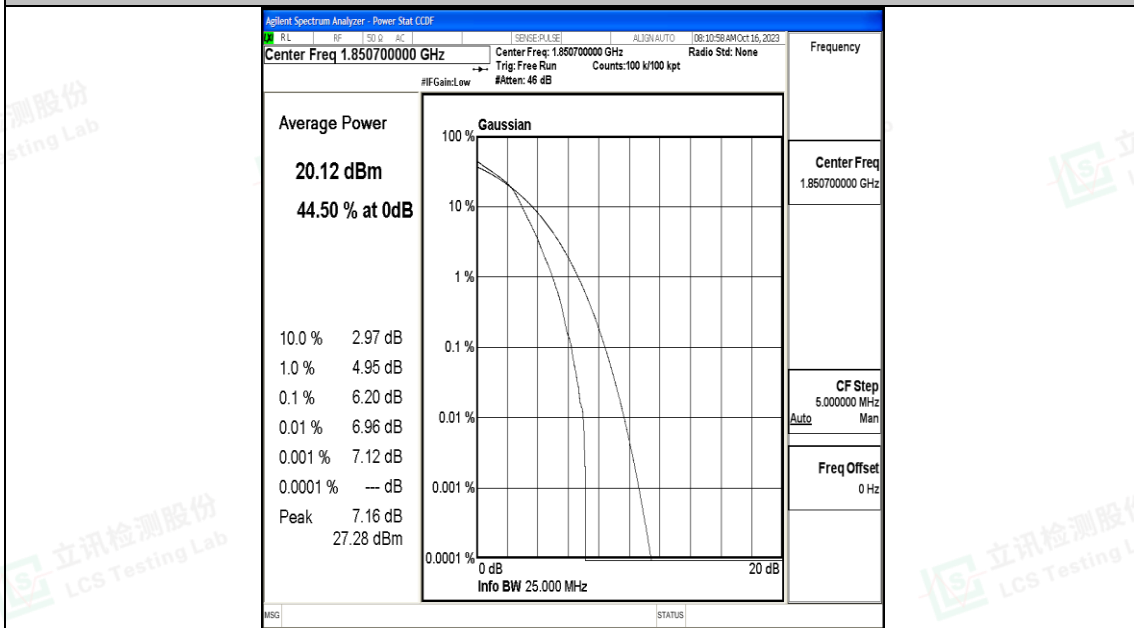 Agilent Spectrum Analyzer - Power Stat CCDF
RL RF 50 Ω AC SENSE:PULSE ALIGNAUTO 08:10:58 AM Oct 16, 2023
Center Freq 1.850700000 GHz
Center Freq: 1.850700000 GHz
Radio Std: None
Trig: Free Run Counts:100 k/100 kpt
#IFGain:Low #Atten: 46 dB
Frequency
Average Power
20.12 dBm
44.50 % at 0dB
10.0 % 2.97 dB
1.0 % 4.95 dB
0.1 % 6.20 dB
0.01 % 6.96 dB
0.001 % 7.12 dB
0.0001 % --- dB
Peak 7.16 dB
27.28 dBm
Gaussian
100 %
10 %
1 %
0.1 %
0.01 %
0.001 %
0.0001 %
0 dB 20 dB
Info BW 25.000 MHz
Center Freq
1.850700000 GHz
CF Step
5.000000 MHz
Auto Man
Freq Offset
0 Hz
MSG STATUS
测股份
sting Lab
立讯检测股份
LCS Testing Lab
立讯检测股份
LCS Testing L